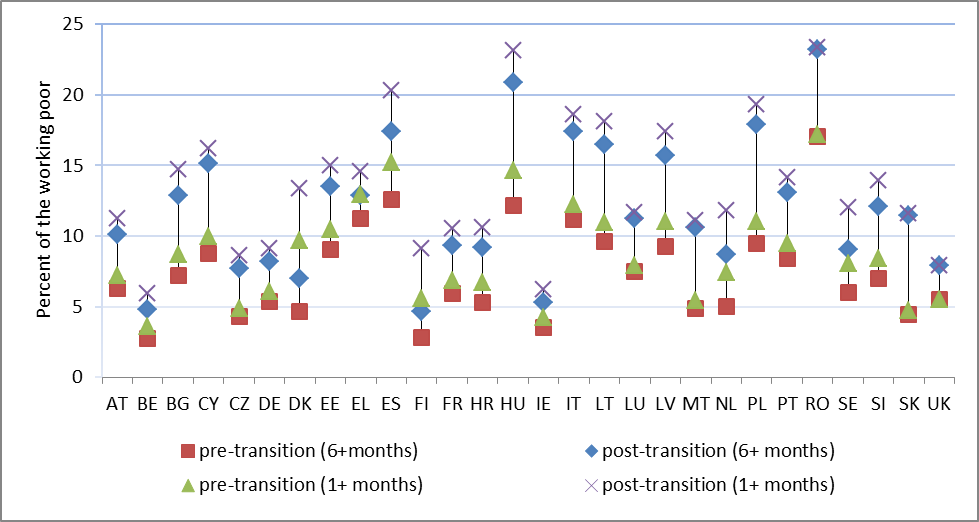 25
20
15
10
5
0
Percent of the working poor
AT BE BG CY CZ DE DK EE EL ES FI FR HR HU IE IT LT LU LV MT NL PL PT RO SE SI SK UK
pre-transition (6+months) post-transition (6+ months)
pre-transition (1+ months) post-transition (1+ months)